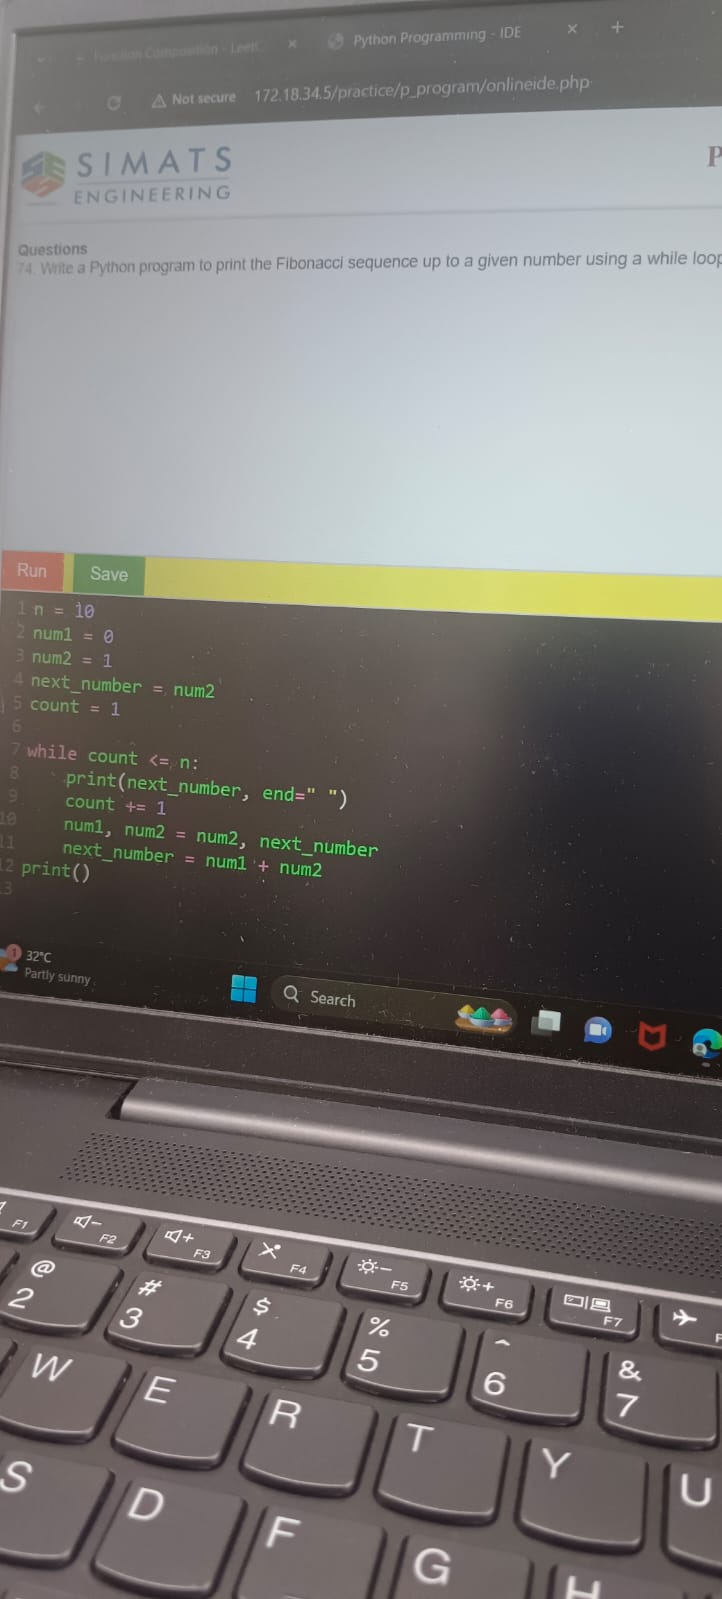 Function Composition - Leet
Python Programming - IDE
Not secure 172.18.34.5/practice/p_program/onlineide.php
SIMATS
ENGINEERING
P
Questions
74. Write a Python program to print the Fibonacci sequence up to a given number using a while loop
Run Save
1 n = 10
2 num1 = 0
3 num2 = 1
4 next_number = num2
5 count = 1
6
7 while count <= n:
8 print(next_number, end=" ")
9 count += 1
10 num1, num2 = num2, next_number
11 next_number = num1 + num2
12 print()
13
1
32°C
Partly sunny
Search
F1 F2 F3 F4 F5 F6 F7 F
@ # $ % ^ &
2 3 4 5 6 7
W E R T Y U
S D F G H